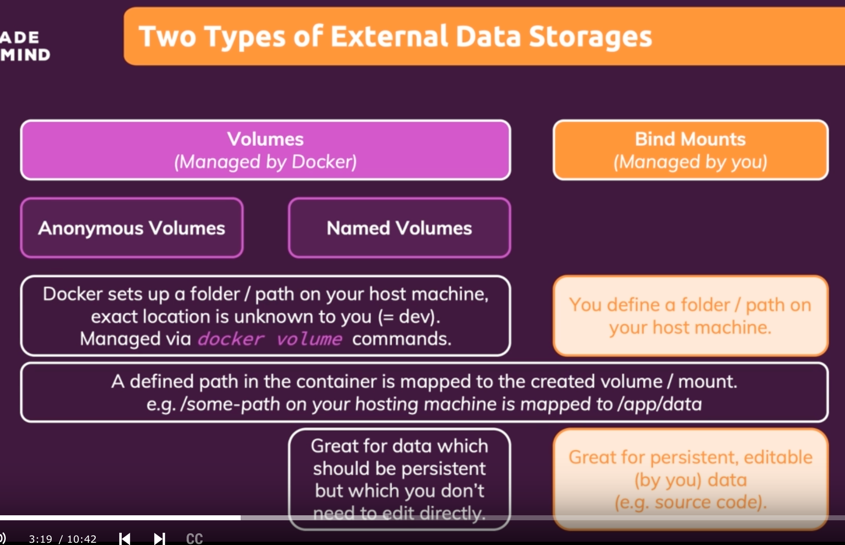 ADE
MIND
Two Types of External Data Storages
Volumes
(Managed by Docker)
Bind Mounts
(Managed by you)
Anonymous Volumes
Named Volumes
Docker sets up a folder / path on your host machine,
exact location is unknown to you (= dev).
Managed via docker volume commands.
You define a folder / path on
your host machine.
A defined path in the container is mapped to the created volume / mount.
e.g. /some-path on your hosting machine is mapped to /app/data
Great for data which
should be persistent
but which you don't
need to edit directly.
Great for persistent, editable
(by you) data
(e.g. source code).
3:19 / 10:42
CC